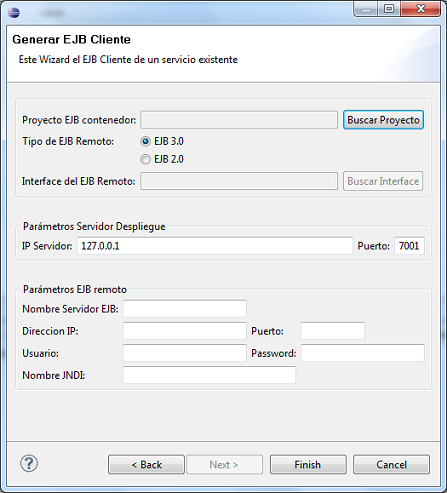 Generar EJB Cliente
Este Wizard el EJB Cliente de un servicio existente
Proyecto EJB contenedor: Buscar Proyecto
Tipo de EJB Remoto: EJB 3.0
EJB 2.0
Interface del EJB Remoto: Buscar Interface
Parámetros Servidor Despliegue
IP Servidor: 127.0.0.1 Puerto: 7001
Parámetros EJB remoto
Nombre Servidor EJB:
Direccion IP: Puerto:
Usuario: Password:
Nombre JNDI:
? < Back Next > Finish Cancel